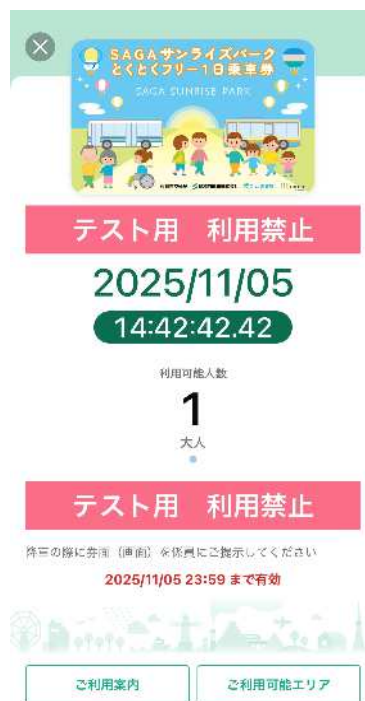 SAGAサンライズパーク
とくとくフリー1日乗車券
SAGA SUNRISE PARK
テスト用 利用禁止
2025/11/05
14:42:42.42
利用可能人数
1
大人
テスト用 利用禁止
降車の際に券面（画面）を係員にご提示してください
2025/11/05 23:59 まで有効
ご利用案内
ご利用可能エリア